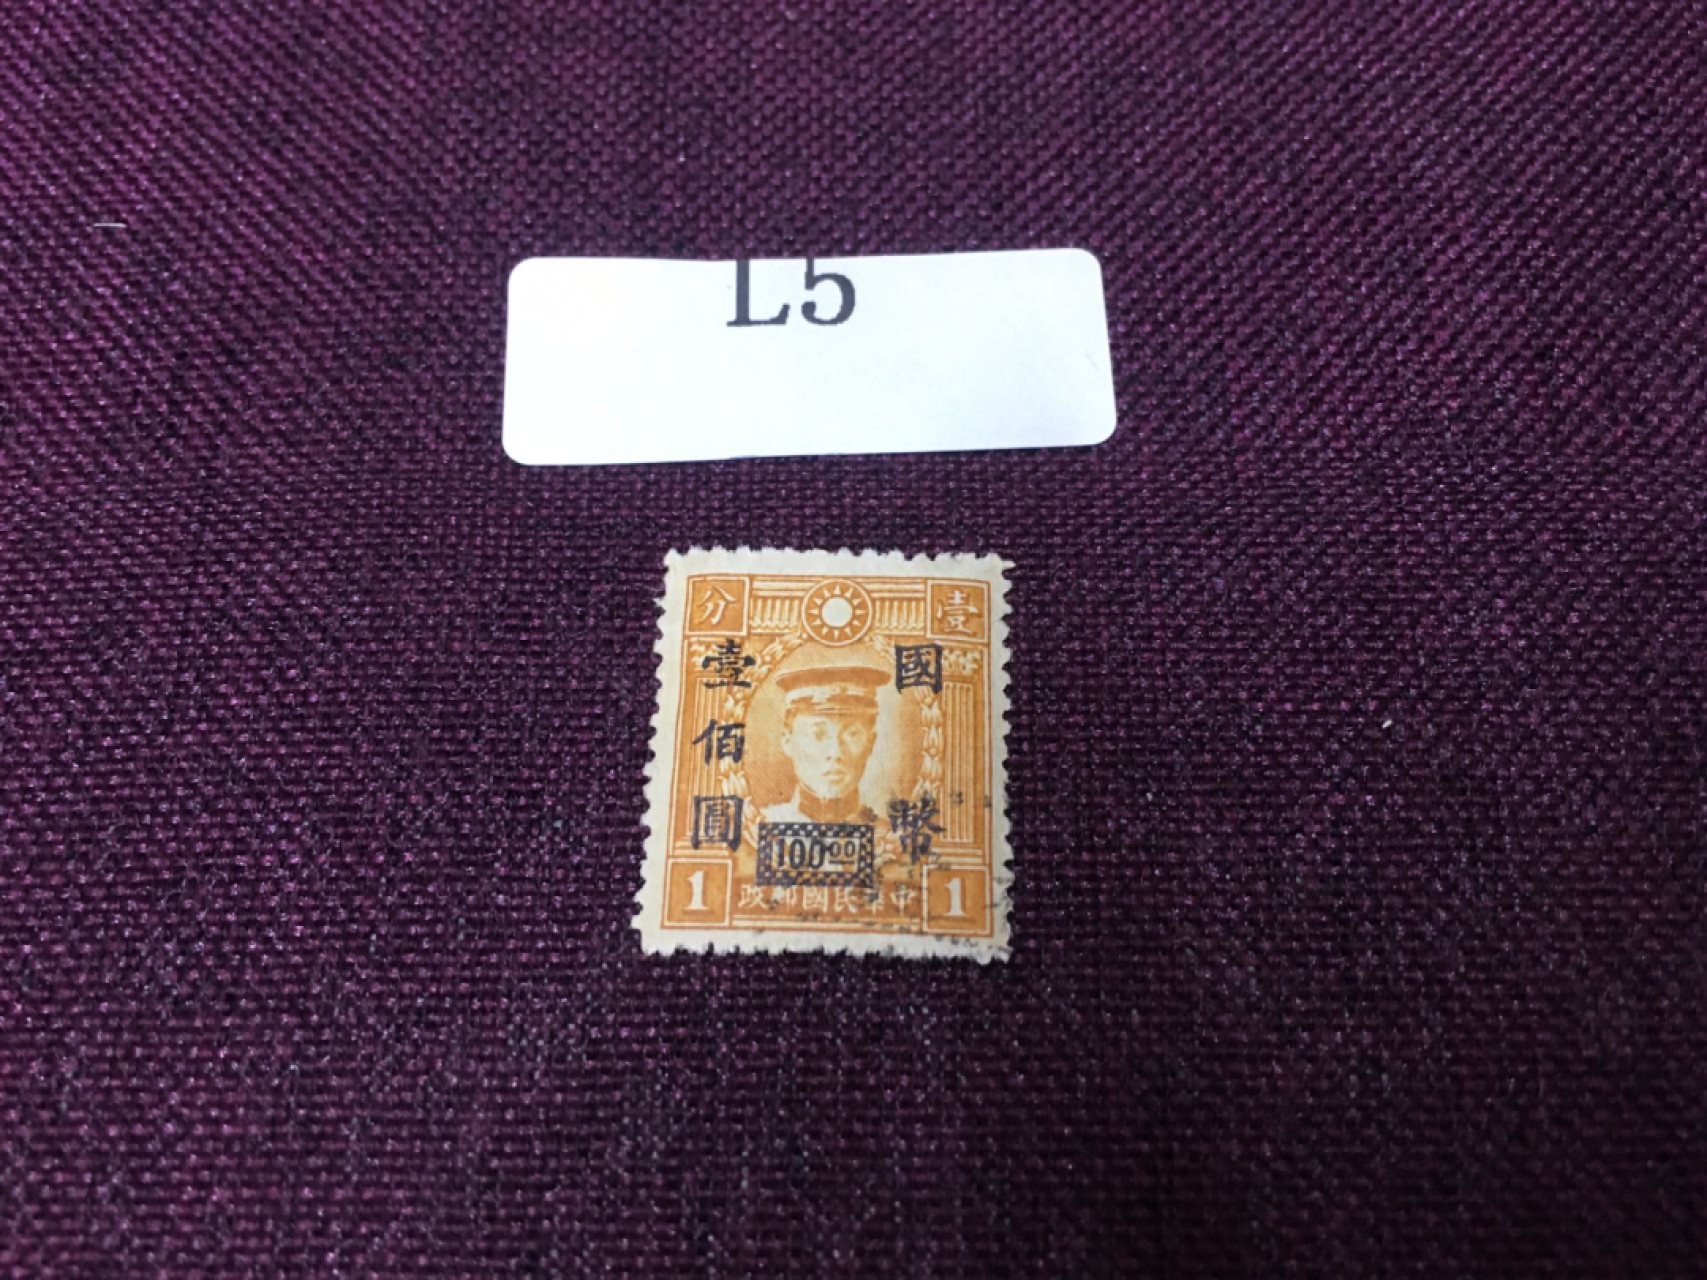 L5
分 壹
壹佰圓
國幣
100.00
1 政郵國民華中 1